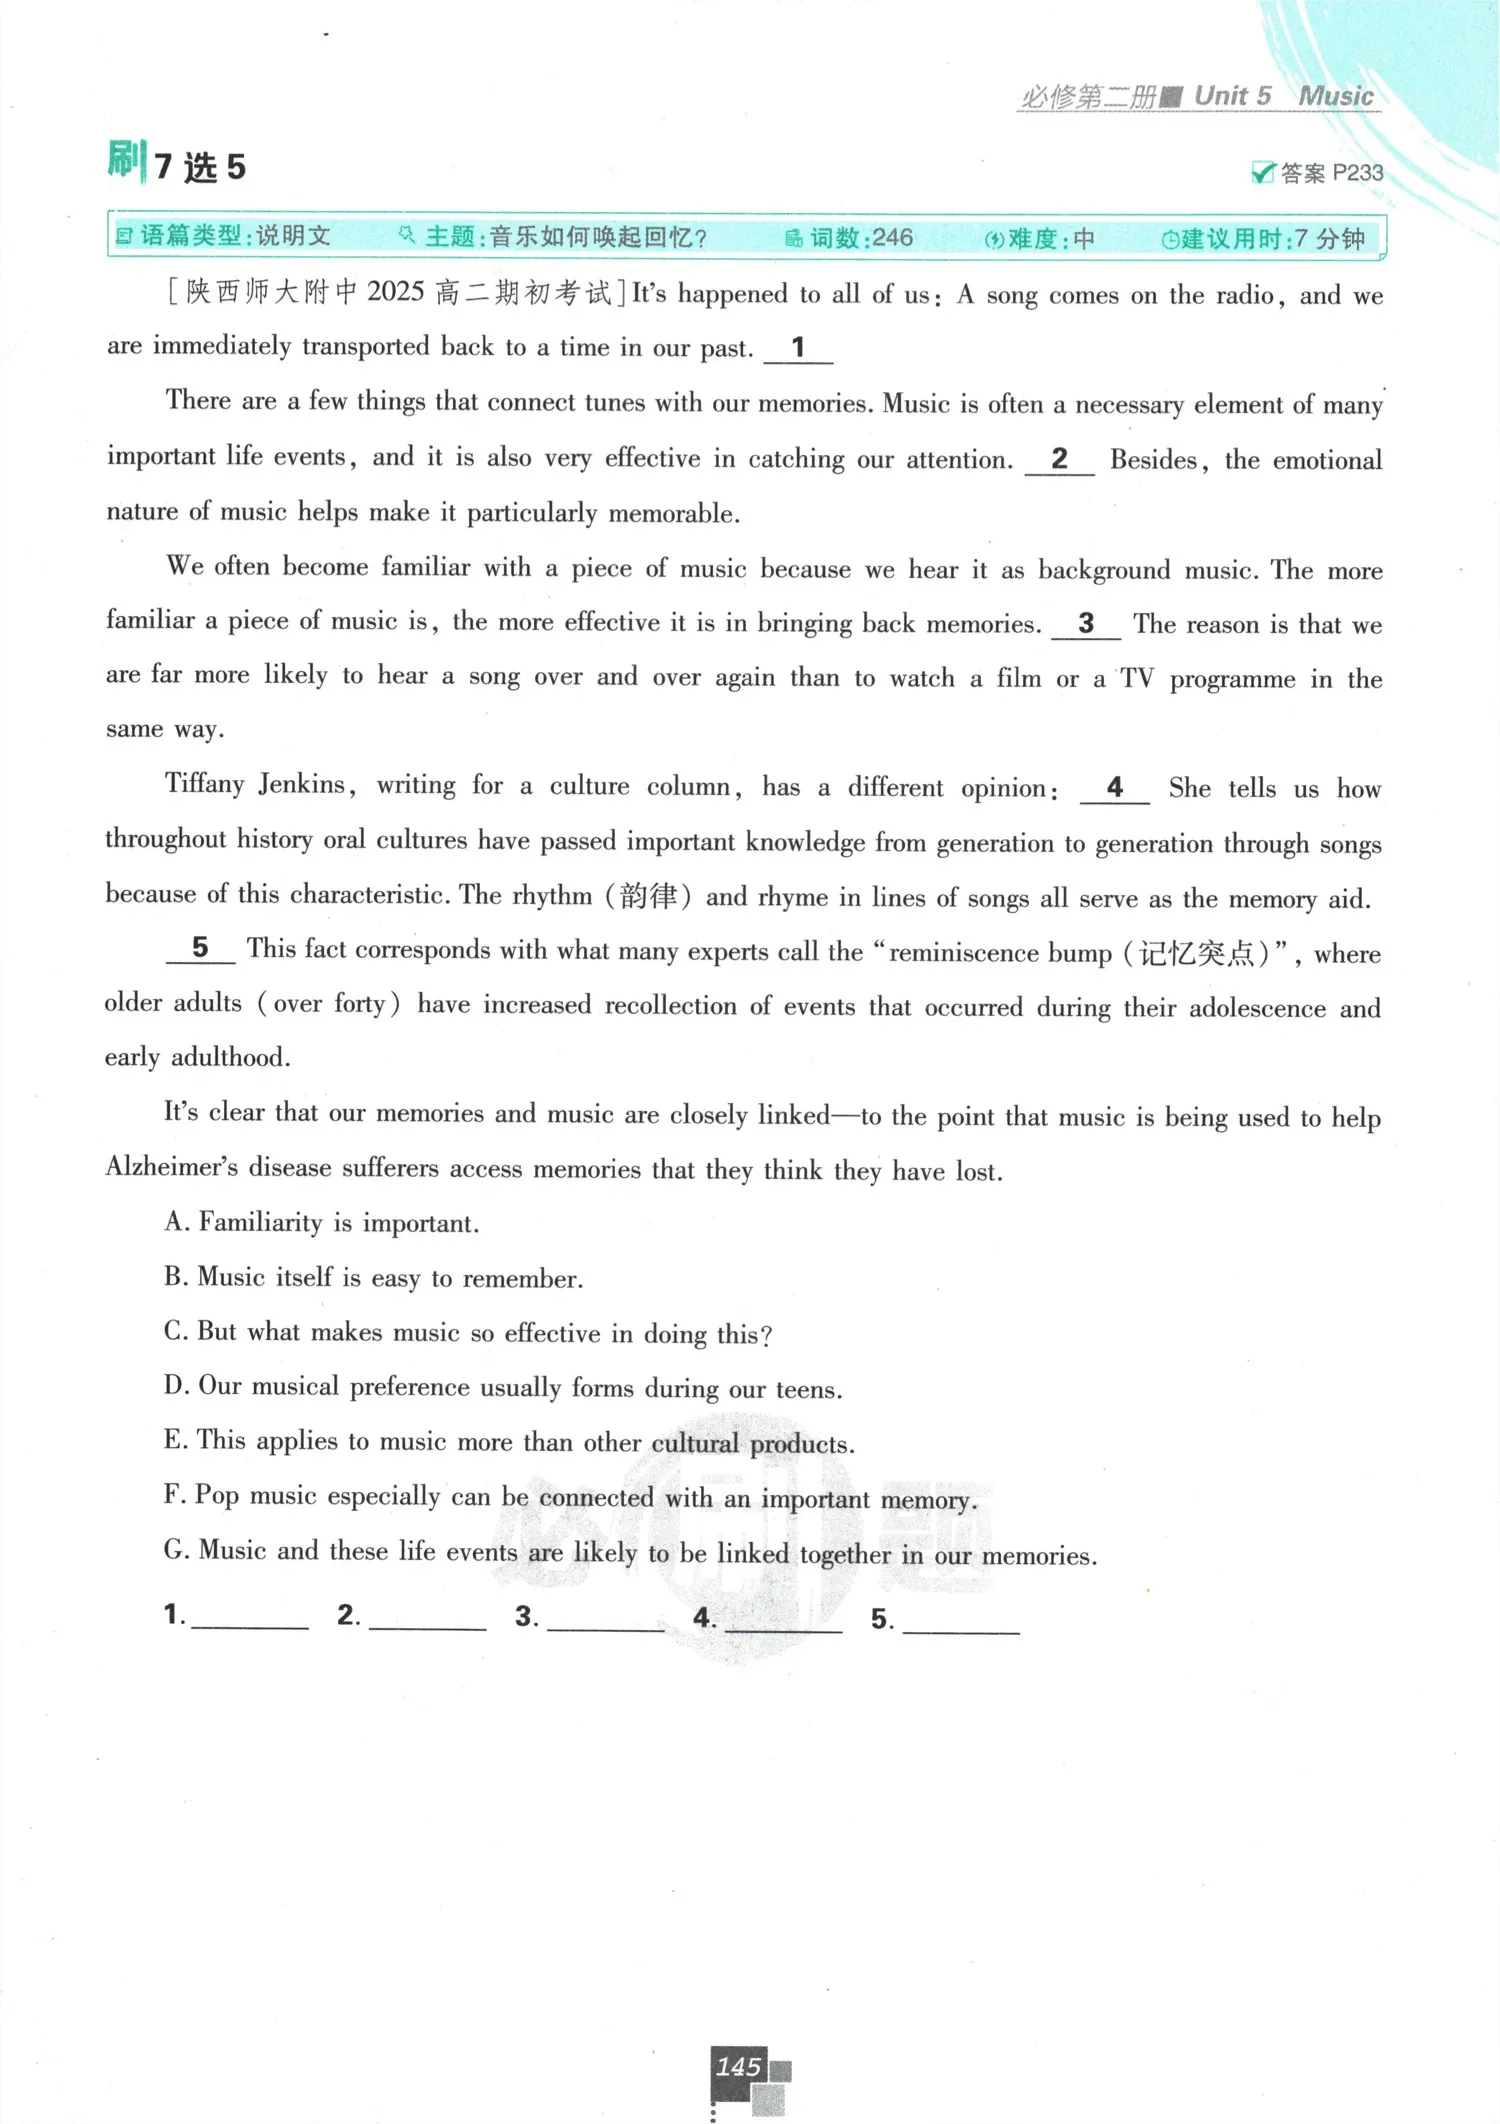 必修第二册 Unit 5 Music
刷7选5
答案 P233
语篇类型:说明文 主题:音乐如何唤起回忆? 词数:246 难度:中 建议用时:7分钟
[陕西师大附中2025高二期初考试]It's happened to all of us: A song comes on the radio, and we
are immediately transported back to a time in our past. 1
There are a few things that connect tunes with our memories. Music is often a necessary element of many
important life events, and it is also very effective in catching our attention. 2 Besides, the emotional
nature of music helps make it particularly memorable.
We often become familiar with a piece of music because we hear it as background music. The more
familiar a piece of music is, the more effective it is in bringing back memories. 3 The reason is that we
are far more likely to hear a song over and over again than to watch a film or a TV programme in the
same way.
Tiffany Jenkins, writing for a culture column, has a different opinion: 4 She tells us how
throughout history oral cultures have passed important knowledge from generation to generation through songs
because of this characteristic. The rhythm (韵律) and rhyme in lines of songs all serve as the memory aid.
5 This fact corresponds with what many experts call the “reminiscence bump (记忆突点)”, where
older adults (over forty) have increased recollection of events that occurred during their adolescence and
early adulthood.
It's clear that our memories and music are closely linked—to the point that music is being used to help
Alzheimer's disease sufferers access memories that they think they have lost.
A. Familiarity is important.
B. Music itself is easy to remember.
C. But what makes music so effective in doing this?
D. Our musical preference usually forms during our teens.
E. This applies to music more than other cultural products.
F. Pop music especially can be connected with an important memory.
G. Music and these life events are likely to be linked together in our memories.
必刷题
1. 2. 3. 4. 5.
145